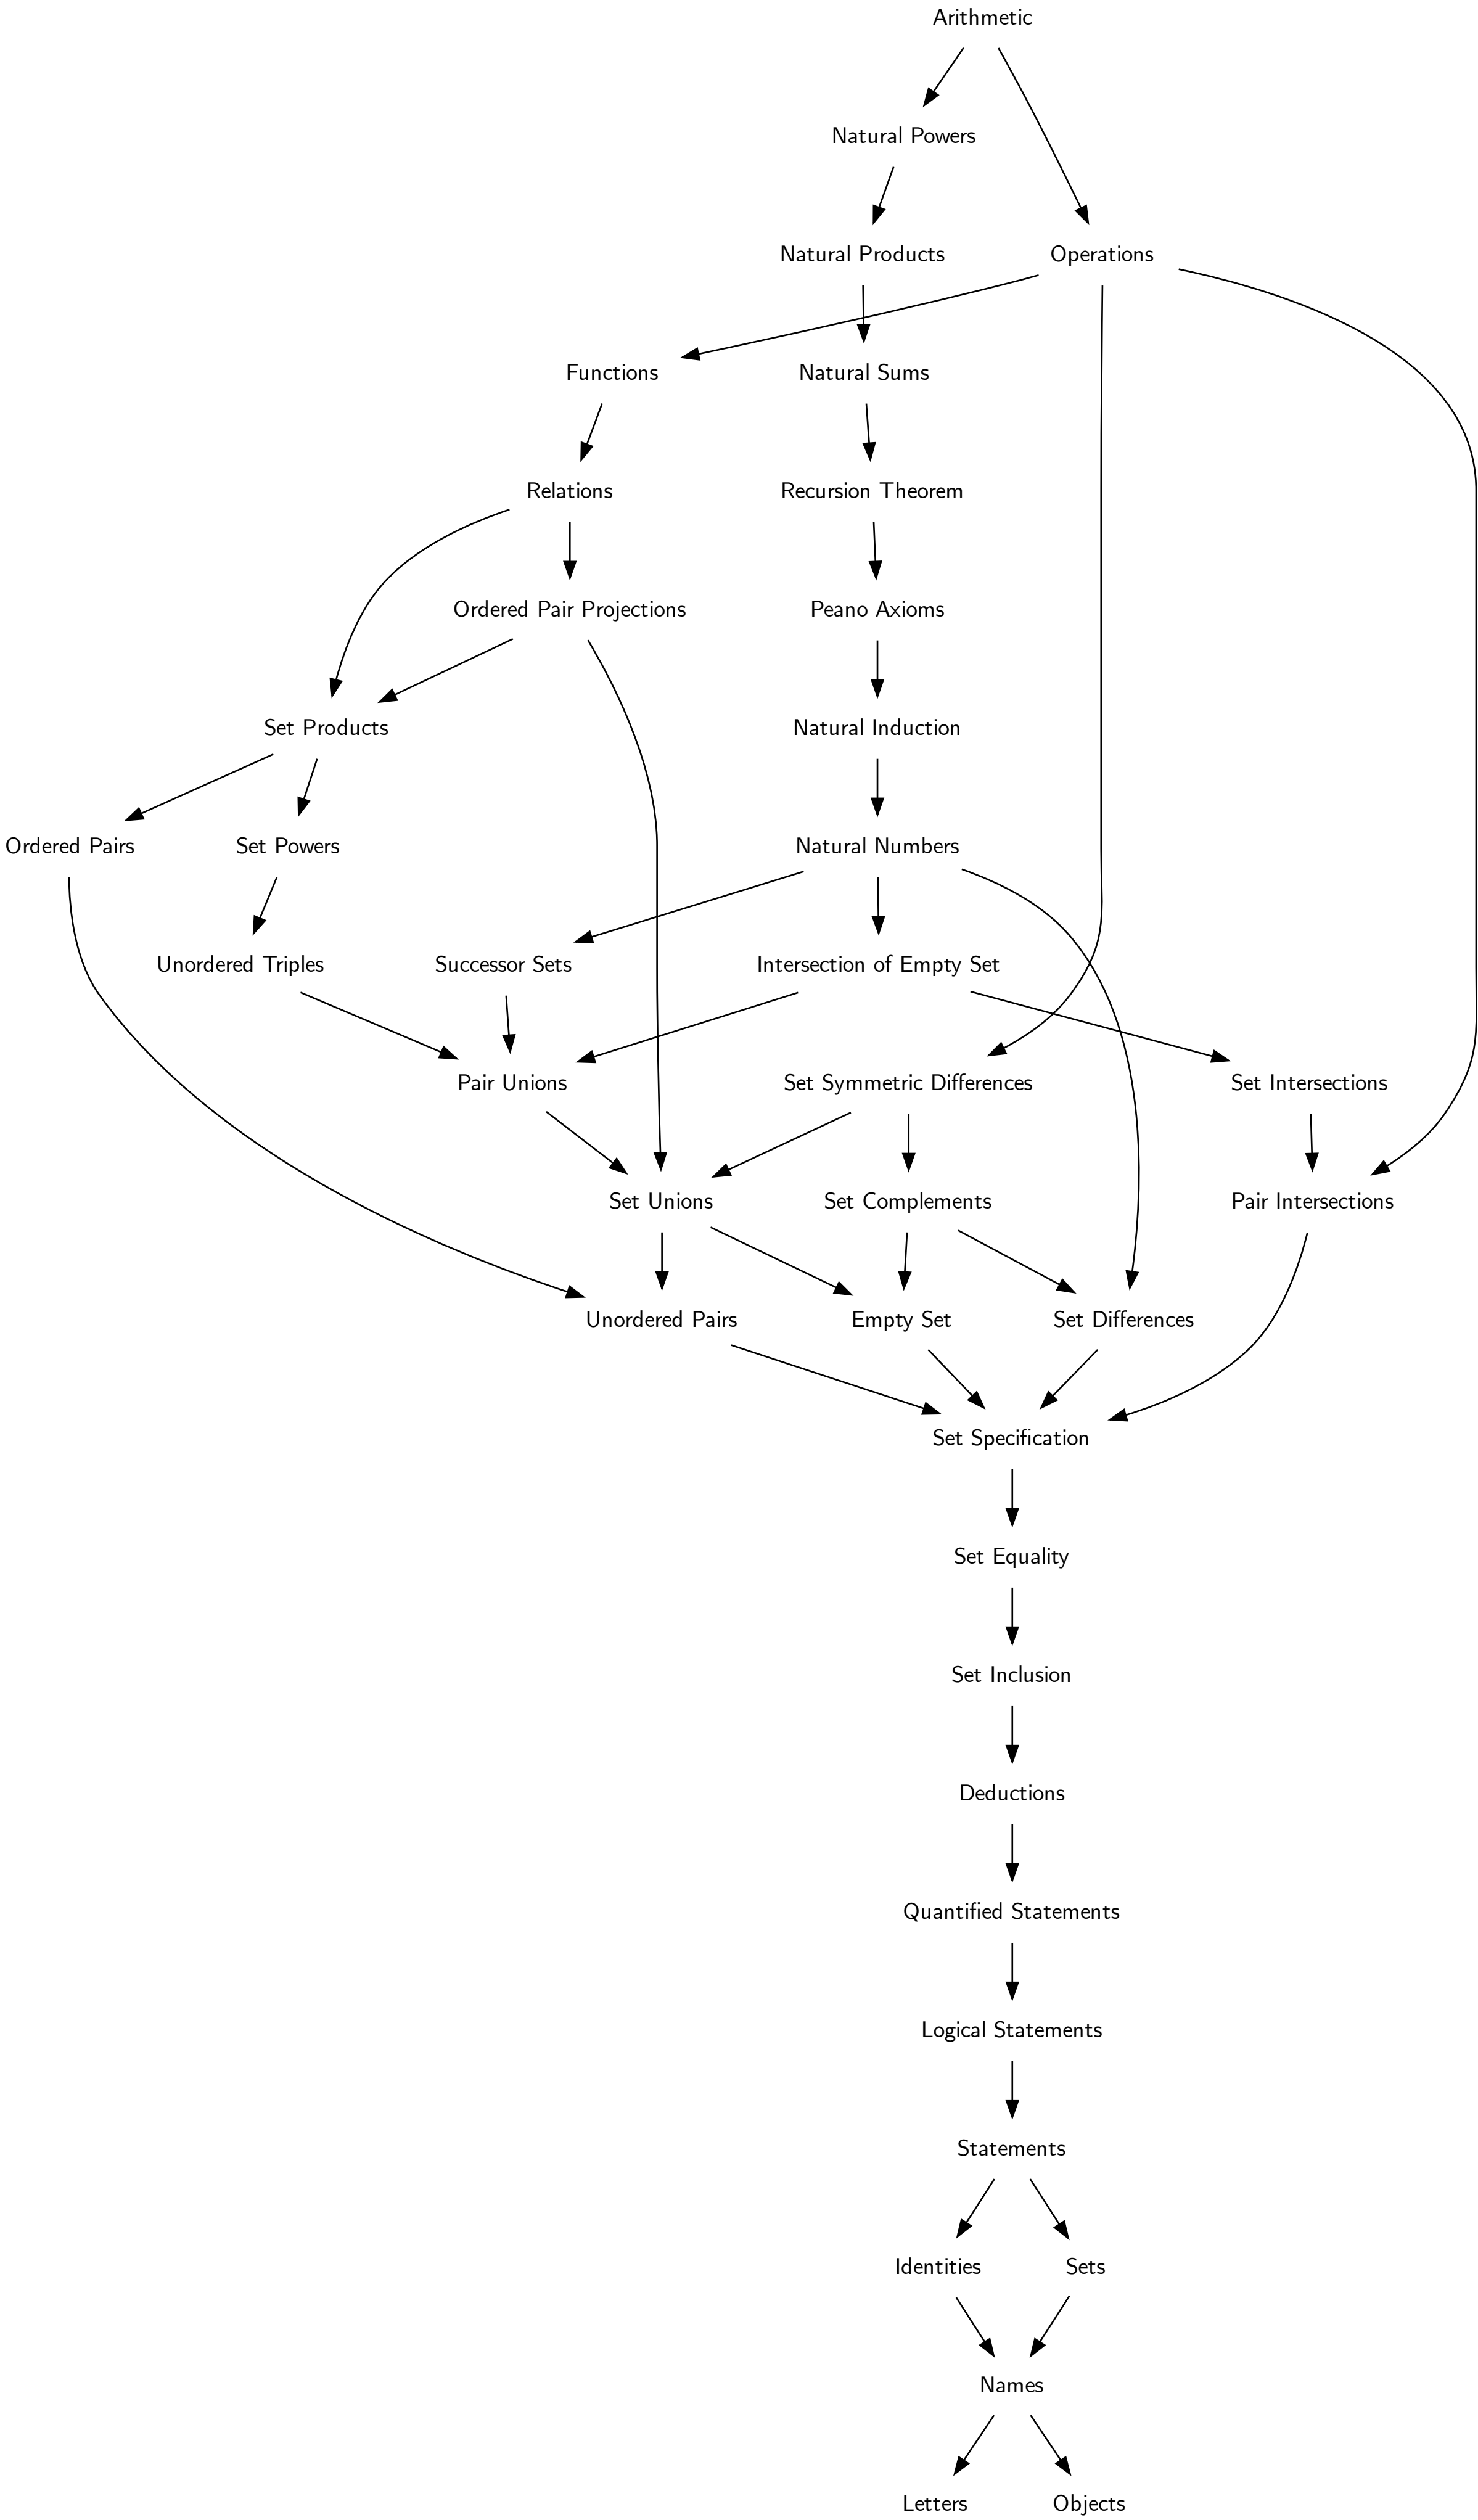 Arithmetic
Natural Powers
Natural Products
Operations
Functions
Natural Sums
Relations
Recursion Theorem
Ordered Pair Projections
Peano Axioms
Set Products
Natural Induction
Ordered Pairs
Set Powers
Natural Numbers
Unordered Triples
Successor Sets
Intersection of Empty Set
Pair Unions
Set Symmetric Differences
Set Intersections
Set Unions
Set Complements
Pair Intersections
Unordered Pairs
Empty Set
Set Differences
Set Specification
Set Equality
Set Inclusion
Deductions
Quantified Statements
Logical Statements
Statements
Identities
Sets
Names
Letters
Objects